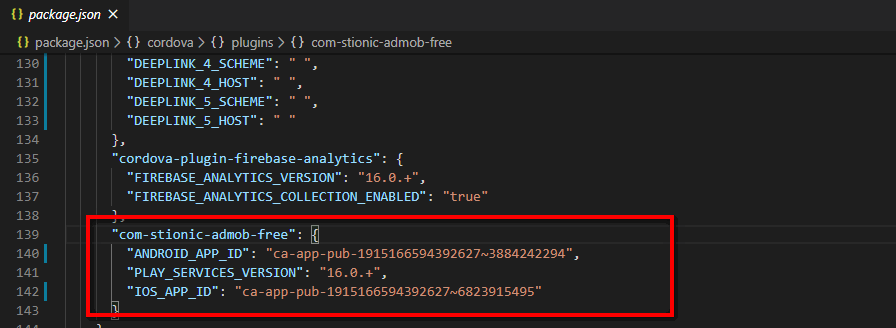 package.json
package.json > cordova > plugins > com-stionic-admob-free
130 "DEEPLINK_4_SCHEME": " ",
131 "DEEPLINK_4_HOST": " ",
132 "DEEPLINK_5_SCHEME": " ",
133 "DEEPLINK_5_HOST": " "
134 },
135 "cordova-plugin-firebase-analytics": {
136 "FIREBASE_ANALYTICS_VERSION": "16.0.+",
137 "FIREBASE_ANALYTICS_COLLECTION_ENABLED": "true"
138 },
139 "com-stionic-admob-free": {
140 "ANDROID_APP_ID": "ca-app-pub-1915166594392627~3884242294",
141 "PLAY_SERVICES_VERSION": "16.0.+",
142 "IOS_APP_ID": "ca-app-pub-1915166594392627~6823915495"
143 }
144 }